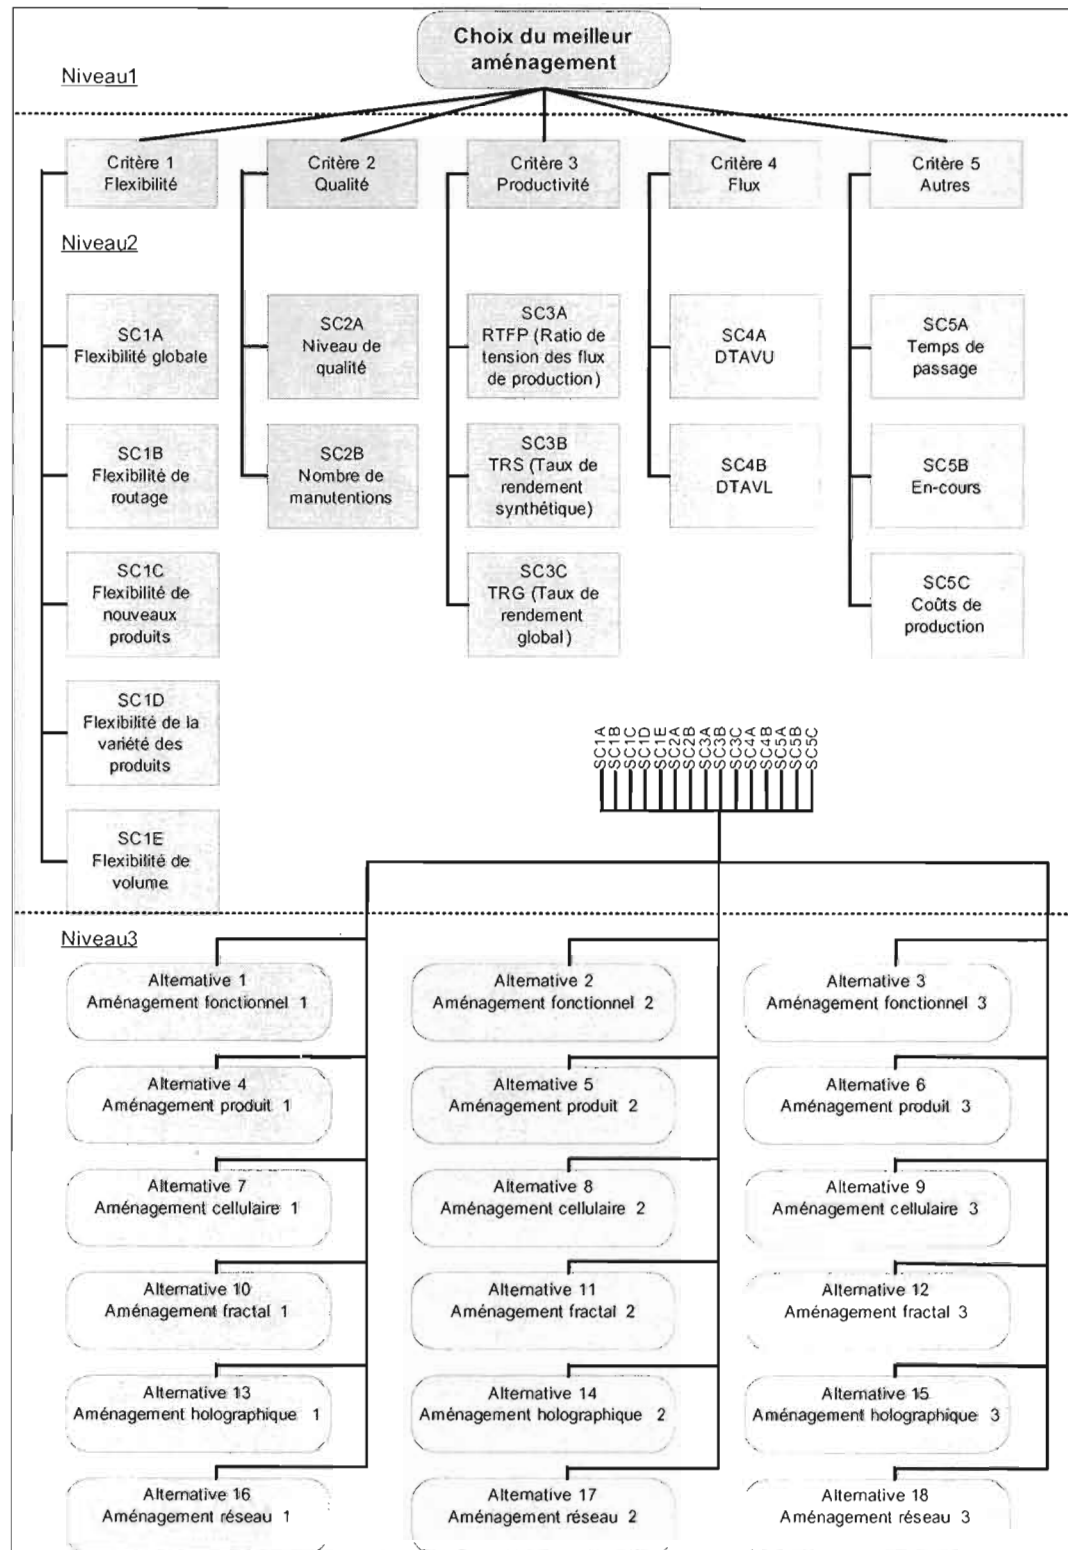 Choix du meilleur
aménagement
Niveau1
Critère 1
Flexibilité
Critère 2
Qualité
Critère 3
Productivité
Critère 4
Flux
Critère 5
Autres
Niveau2
SC1A
Flexibilité globale
SC2A
Niveau de
qualité
SC3A
RTFP (Ratio de
tension des flux
de production)
SC4A
DTAVU
SC5A
Temps de
passage
SC1B
Flexibilité de
routage
SC2B
Nombre de
manutentions
SC3B
TRS (Taux de
rendement
synthétique)
SC4B
DTAVL
SC5B
En-cours
SC1C
Flexibilité de
nouveaux
produits
SC3C
TRG (Taux de
rendement
global)
SC5C
Coûts de
production
SC1D
Flexibilité de la
variété des
produits
SC1E
Flexibilité de
volume
SC1A
SC1B
SC1C
SC1D
SC1E
SC2A
SC2B
SC3A
SC3B
SC3C
SC4A
SC4B
SC5A
SC5B
SC5C
Niveau3
Alternative 1
Aménagement fonctionnel 1
Alternative 2
Aménagement fonctionnel 2
Alternative 3
Aménagement fonctionnel 3
Alternative 4
Aménagement produit 1
Alternative 5
Aménagement produit 2
Alternative 6
Aménagement produit 3
Alternative 7
Aménagement cellulaire 1
Alternative 8
Aménagement cellulaire 2
Alternative 9
Aménagement cellulaire 3
Alternative 10
Aménagement fractal 1
Alternative 11
Aménagement fractal 2
Alternative 12
Aménagement fractal 3
Alternative 13
Aménagement holographique 1
Alternative 14
Aménagement holographique 2
Alternative 15
Aménagement holographique 3
Alternative 16
Aménagement réseau 1
Alternative 17
Aménagement réseau 2
Alternative 18
Aménagement réseau 3